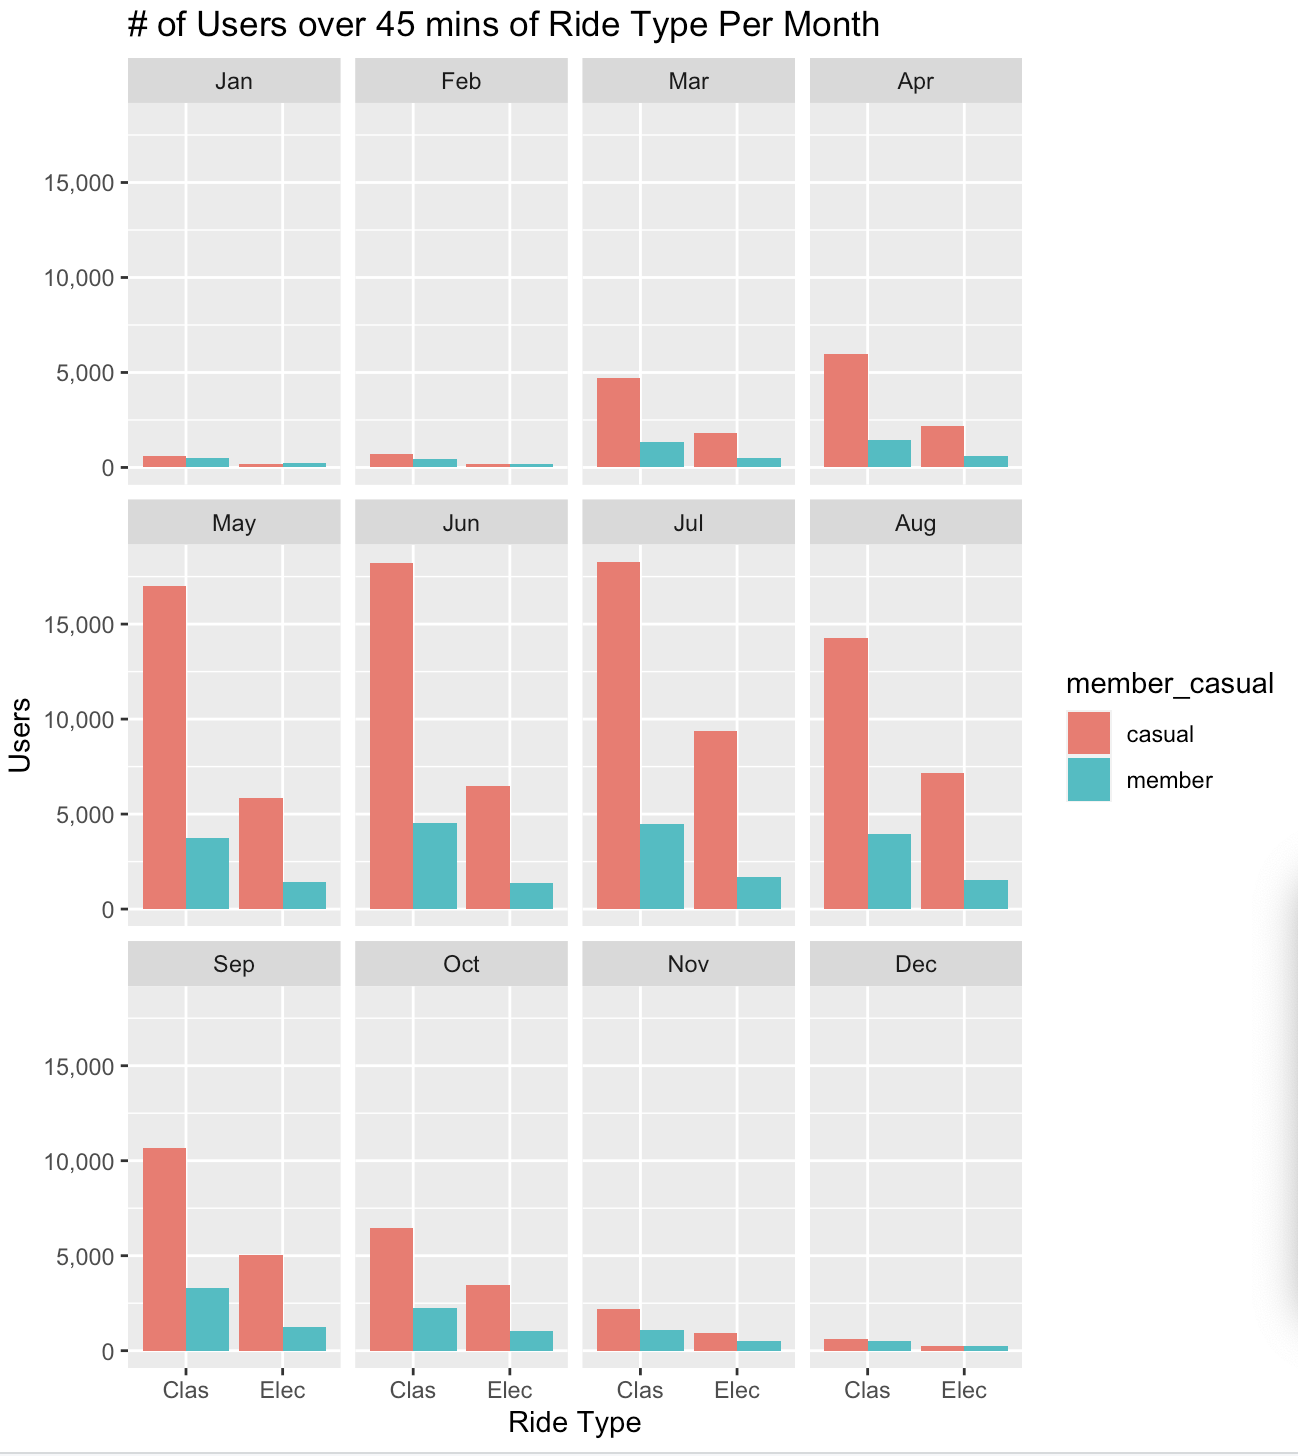 # of Users over 45 mins of Ride Type Per Month
Jan
Feb
Mar
Apr
15,000
10,000
5,000
0
May
Jun
Jul
Aug
15,000
10,000
5,000
0
Users
member_casual
casual
member
Sep
Oct
Nov
Dec
15,000
10,000
5,000
0
Clas
Elec
Clas
Elec
Clas
Elec
Clas
Elec
Ride Type